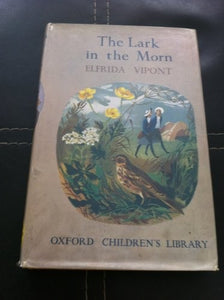 The Lark
in the Morn
ELFRIDA VIPONT
OXFORD CHILDREN'S LIBRARY